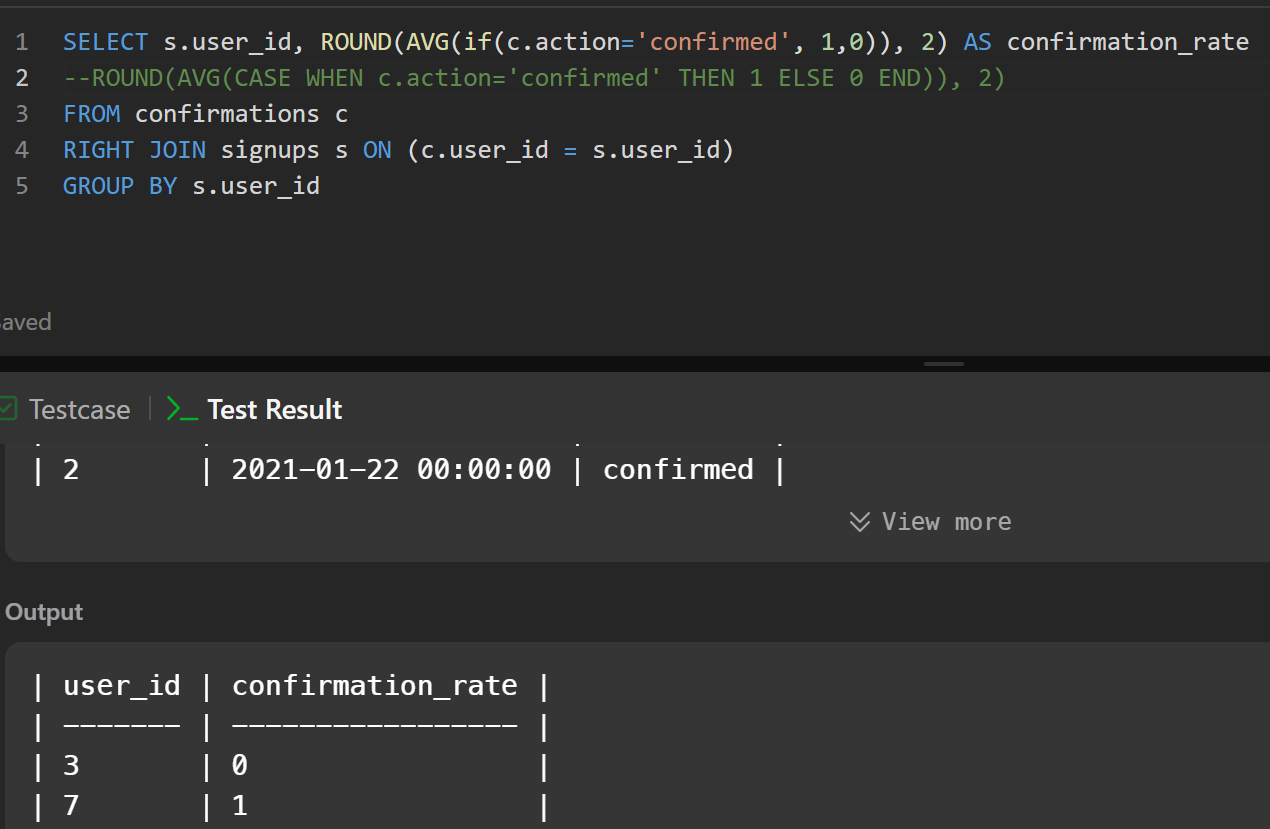 1 SELECT s.user_id, ROUND(AVG(if(c.action='confirmed', 1,0)), 2) AS confirmation_rate
2 --ROUND(AVG(CASE WHEN c.action='confirmed' THEN 1 ELSE 0 END)), 2)
3 FROM confirmations c
4 RIGHT JOIN signups s ON (c.user_id = s.user_id)
5 GROUP BY s.user_id
aved
Testcase | >_ Test Result
| 2 | 2021-01-22 00:00:00 | confirmed |
View more
Output
| user_id | confirmation_rate |
| ------- | ----------------- |
| 3 | 0 |
| 7 | 1 |